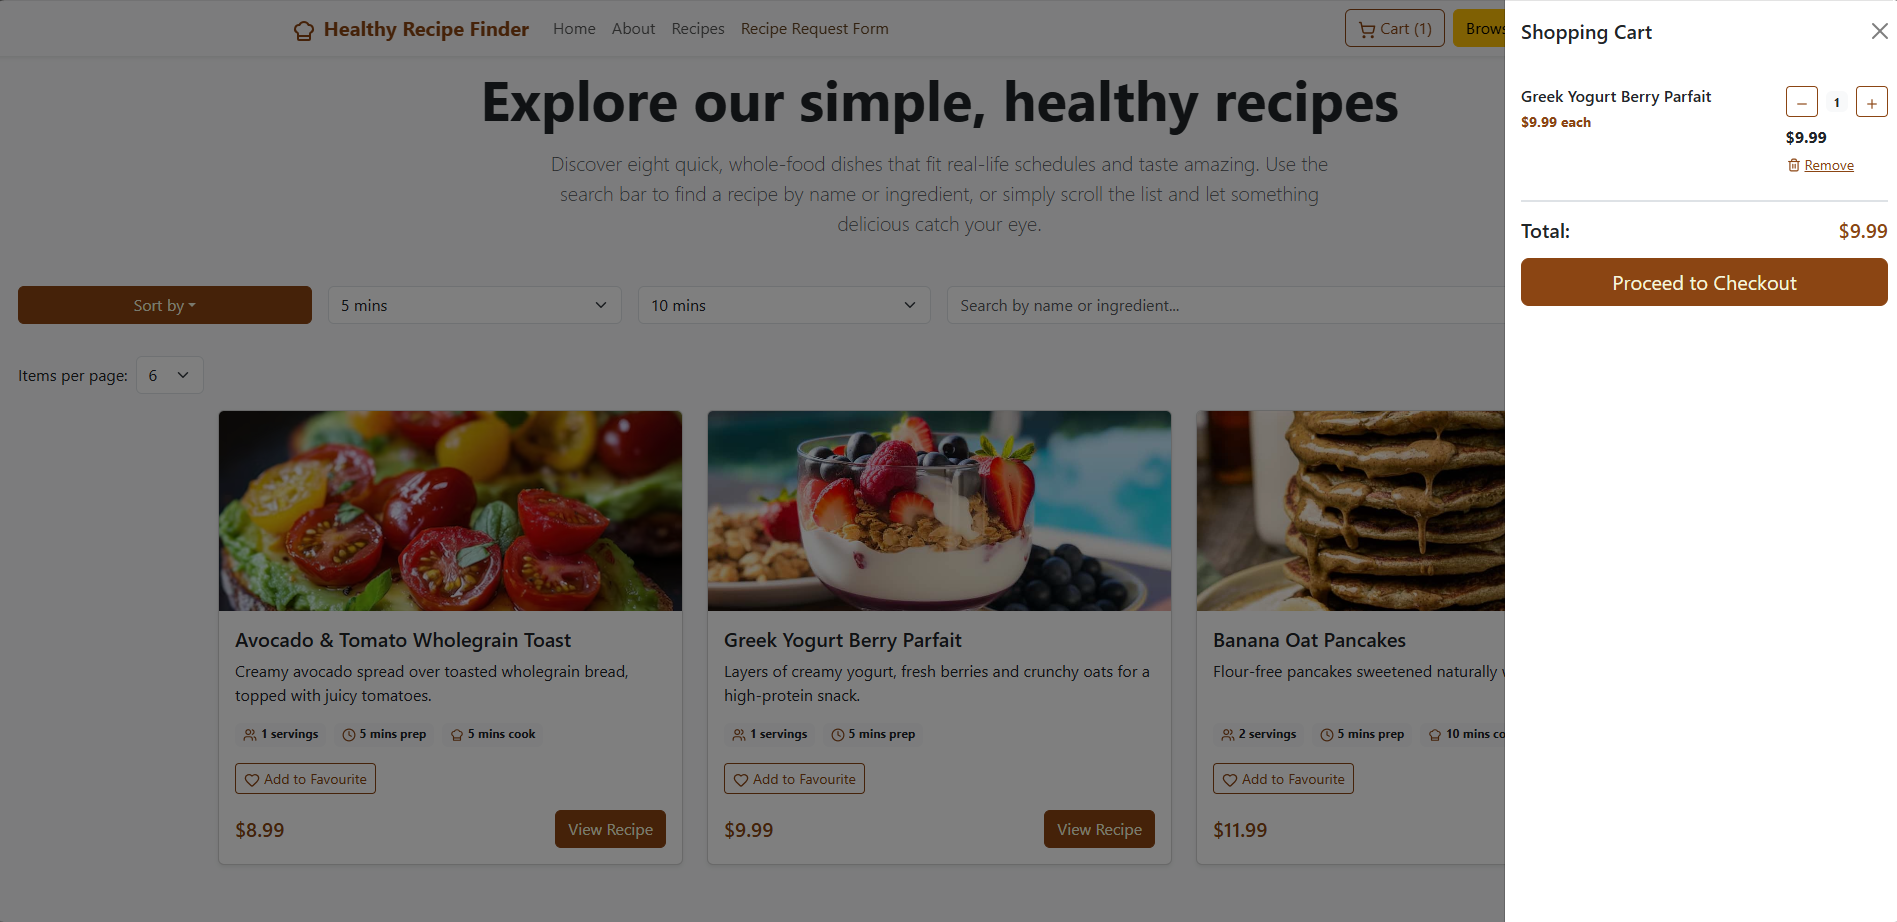 Healthy Recipe Finder Home About Recipes Recipe Request Form Cart (1)
Explore our simple, healthy recipes
Discover eight quick, whole-food dishes that fit real-life schedules and taste amazing. Use the
search bar to find a recipe by name or ingredient, or simply scroll the list and let something
delicious catch your eye.
Sort by 5 mins 10 mins Search by name or ingredient...
Items per page: 6
Avocado & Tomato Wholegrain Toast
Creamy avocado spread over toasted wholegrain bread,
topped with juicy tomatoes.
1 servings 5 mins prep 5 mins cook
Add to Favourite
$8.99 View Recipe
Greek Yogurt Berry Parfait
Layers of creamy yogurt, fresh berries and crunchy oats for a
high-protein snack.
1 servings 5 mins prep
Add to Favourite
$9.99 View Recipe
Banana Oat Pancakes
Flour-free pancakes sweetened naturally
2 servings 5 mins prep 10 mins
Add to Favourite
$11.99
Shopping Cart
Greek Yogurt Berry Parfait 1
$9.99 each
$9.99
Remove
Total: $9.99
Proceed to Checkout